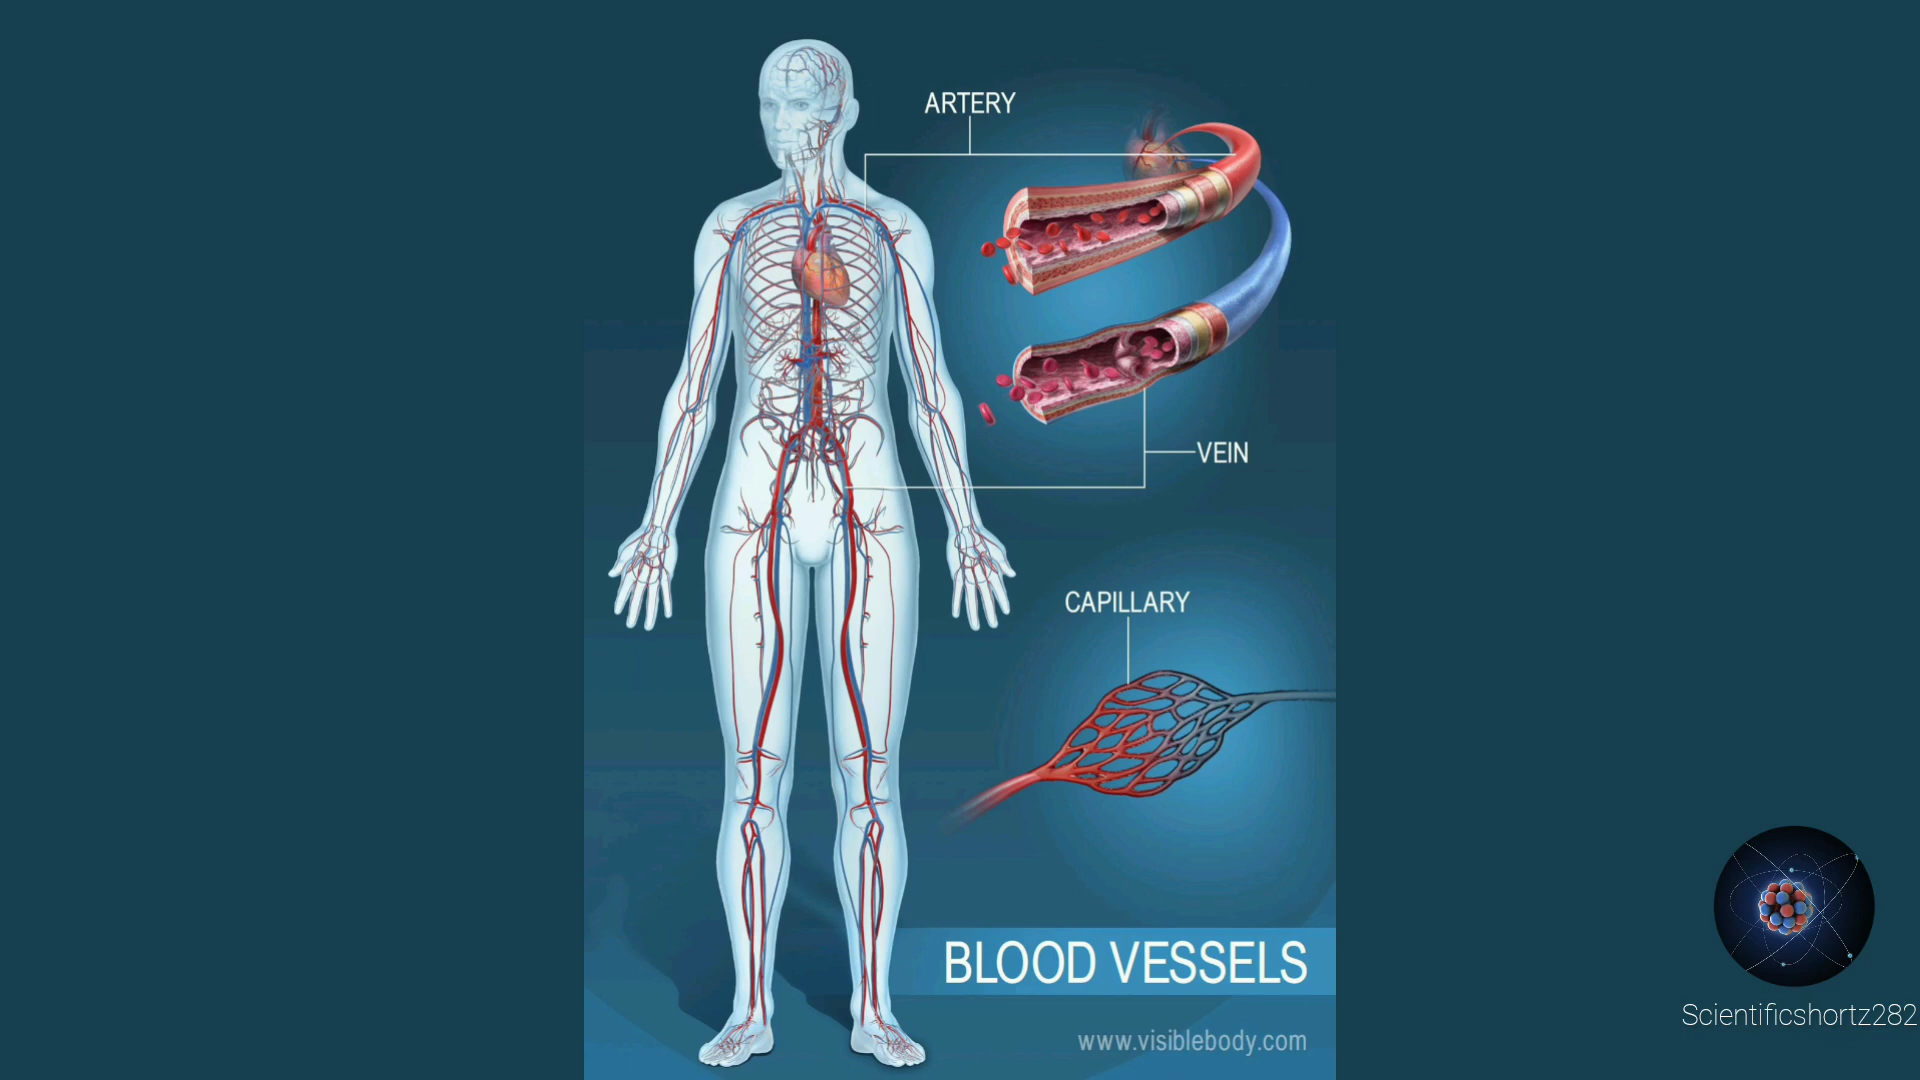 ARTERY
VEIN
CAPILLARY
BLOOD VESSELS
www.visiblebody.com
Scientificshortz282